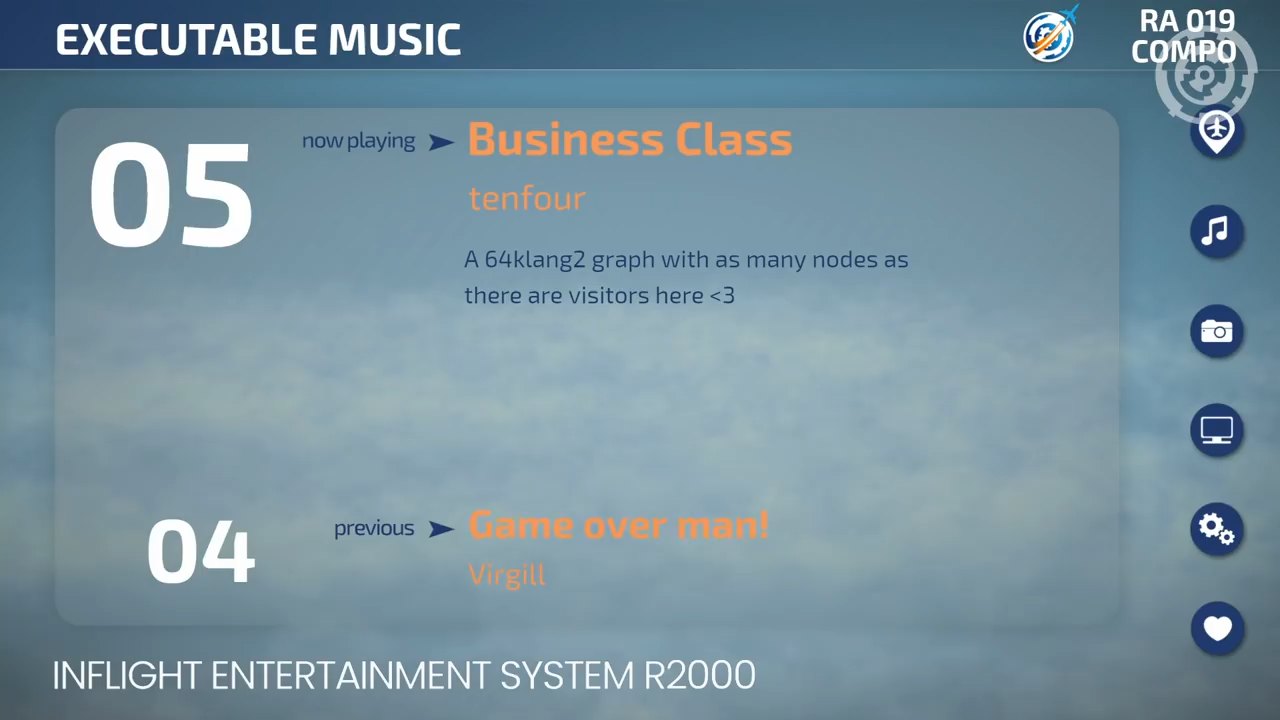 EXECUTABLE MUSIC
RA 019
COMPO
05
now playing
Business Class
tenfour
A 64klang2 graph with as many nodes as
there are visitors here <3
04
previous
Game over man!
Virgill
INFLIGHT ENTERTAINMENT SYSTEM R2000